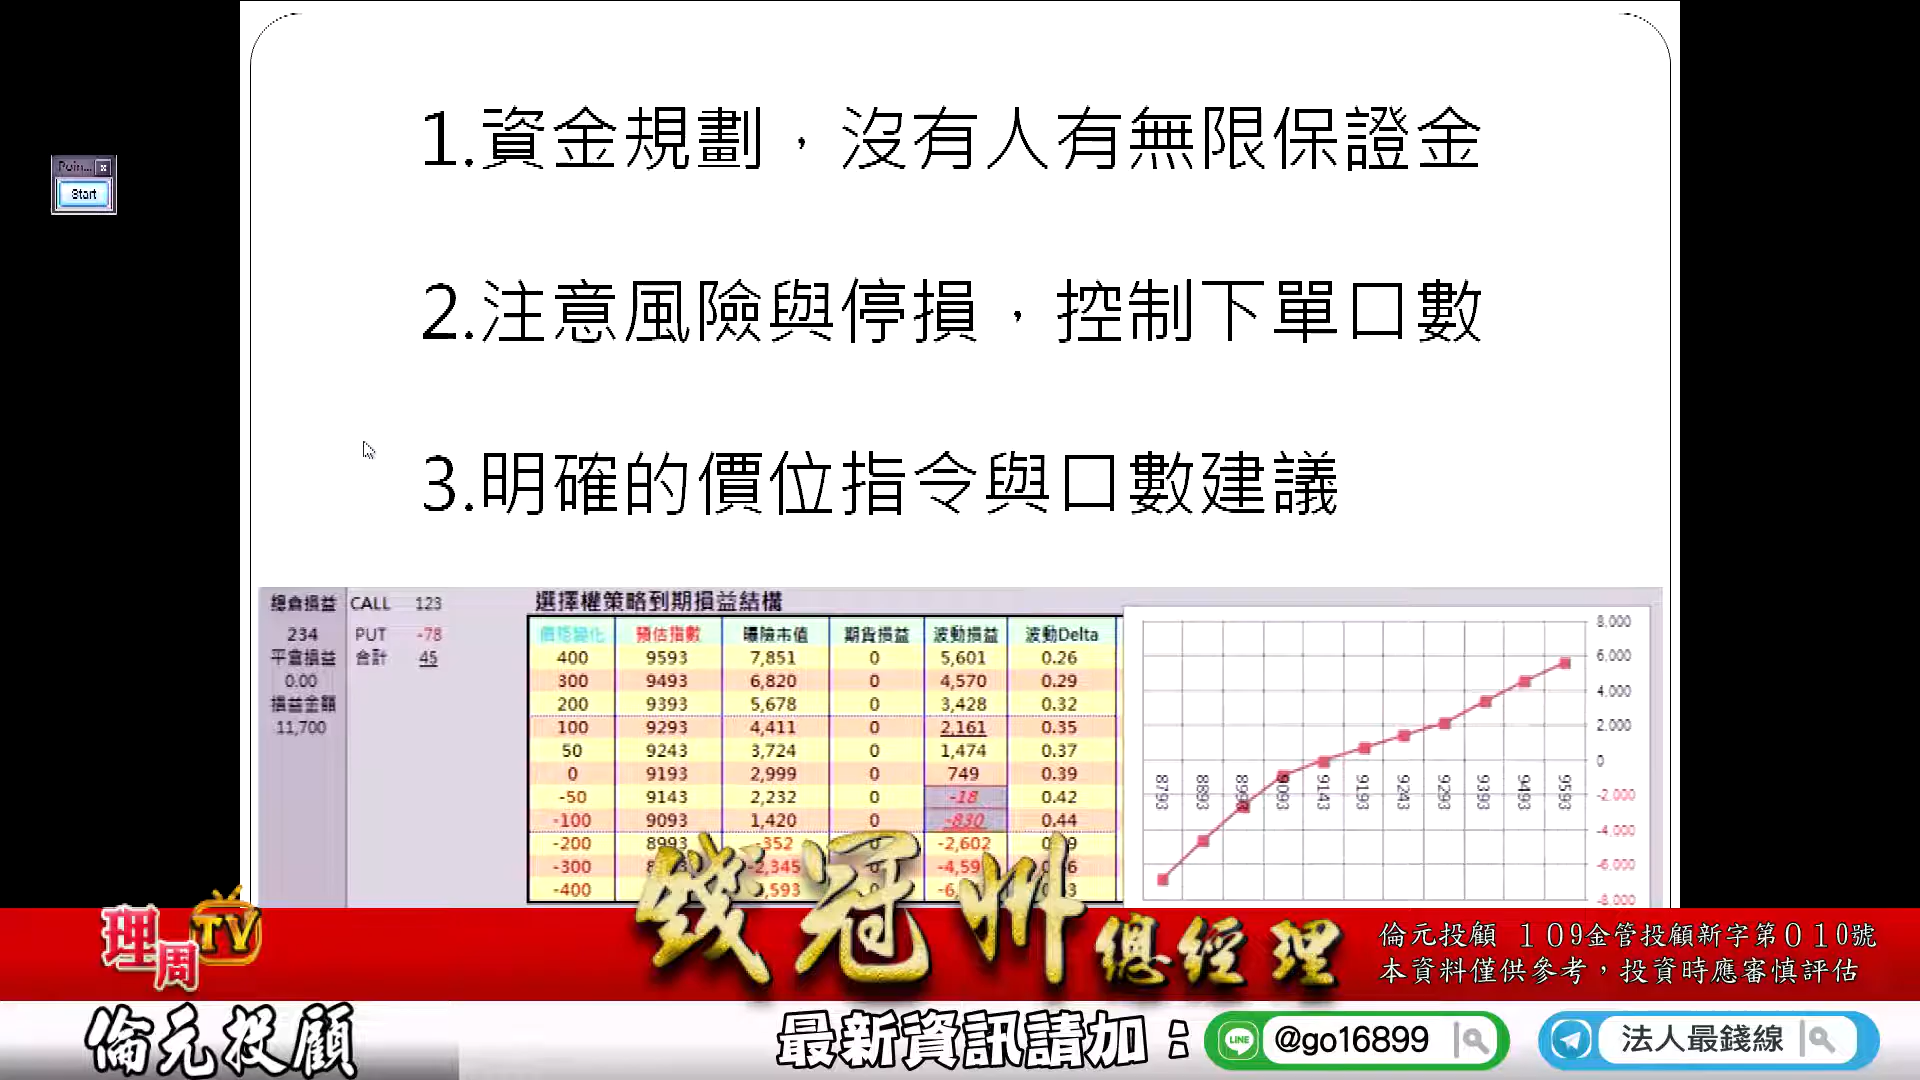 1.資金規劃，沒有人有無限保證金
Poin... x
Start
2.注意風險與停損，控制下單口數
3.明確的價位指令與口數建議
總倉損益 CALL 123
234 PUT -78
平倉損益 合計 45
0.00
損益金額
11,700
選擇權策略到期損益結構
價格變化 預估指數 曝險市值 期貨損益 波動損益 波動Delta
400 9593 7,851 0 5,601 0.26
300 9493 6,820 0 4,570 0.29
200 9393 5,678 0 3,428 0.32
100 9293 4,411 0 2,161 0.35
50 9243 3,724 0 1,474 0.37
0 9193 2,999 0 749 0.39
-50 9143 2,232 0 -18 0.42
-100 9093 1,420 0 -830 0.44
-200 8993 -352 -2,602
-300 -2,345
-400
8.000
6.000
4.000
2.000
0
-2.000
-4.000
-6.000
-8.000
8793 8893 8993 9093 9143 9193 9243 9293 9393 9493 9593
理周TV
錢冠州 總經理
倫元投顧 １０9金管投顧新字第０１0號
本資料僅供參考，投資時應審慎評估
倫元投顧
最新資訊請加：
LINE @go16899
法人最錢線